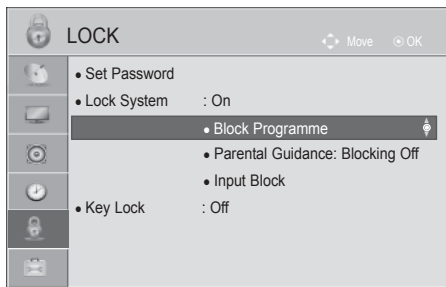 LOCK
Move OK
• Set Password
• Lock System : On
• Block Programme
• Parental Guidance: Blocking Off
• Input Block
• Key Lock : Off